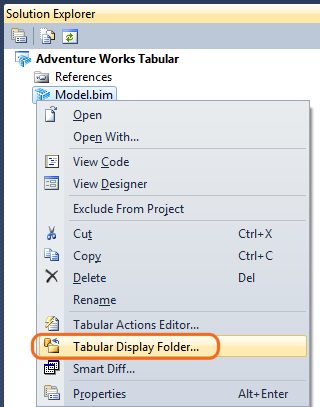 Solution Explorer
Adventure Works Tabular
References
Model.bim
Open
Open With...
View Code
View Designer
Exclude From Project
Cut Ctrl+X
Copy Ctrl+C
Delete Del
Rename
Tabular Actions Editor...
Tabular Display Folder...
Smart Diff...
Properties Alt+Enter